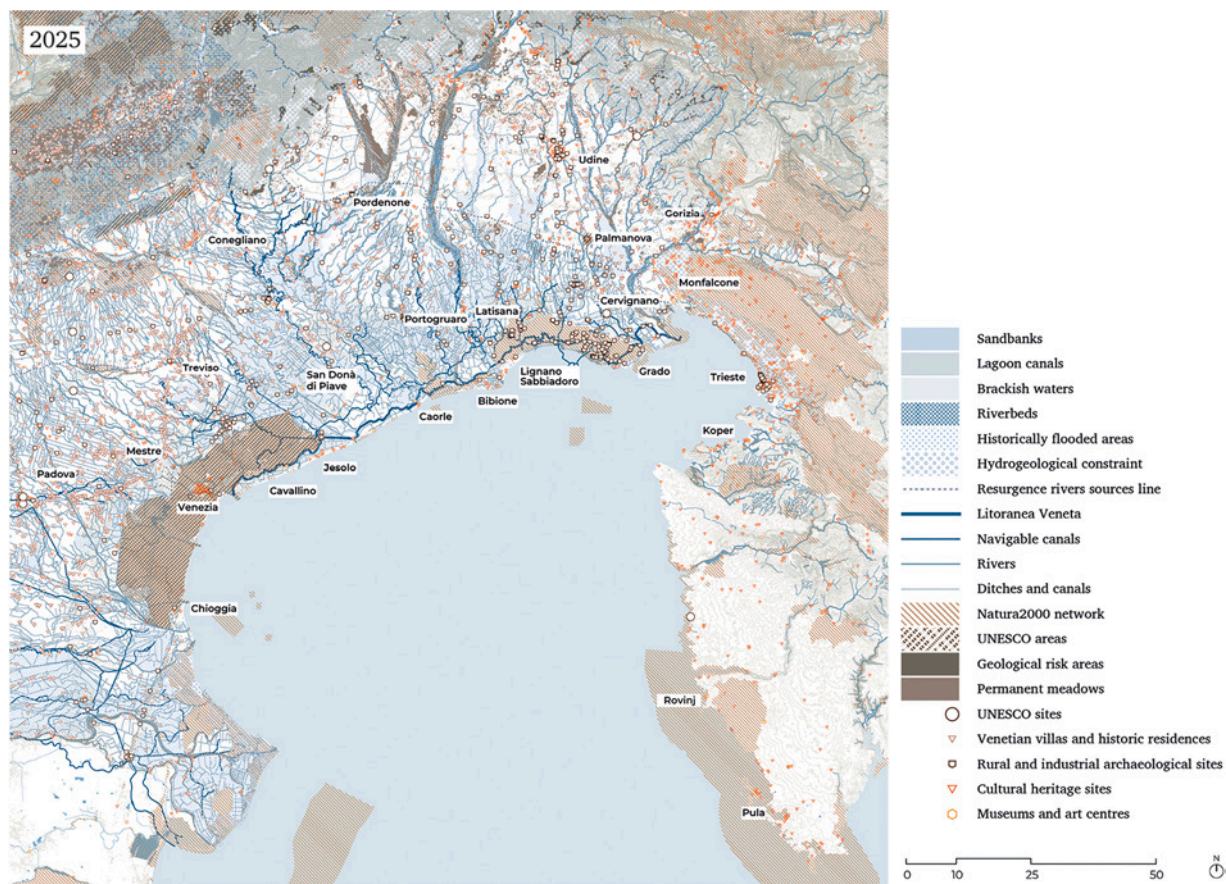 2025
Udine
Pordenone
Gorizia
Conegliano
Palmanova
Monfalcone
Cervignano
Latisana
Portogruaro
Treviso
San Donà
di Piave
Lignano
Sabbiadoro
Grado
Trieste
Bibione
Caorle
Koper
Mestre
Jesolo
Padova
Cavallino
Venezia
Chioggia
Rovinj
Pula
Sandbanks
Lagoon canals
Brackish waters
Riverbeds
Historically flooded areas
Hydrogeological constraint
Resurgence rivers sources line
Litoranea Veneta
Navigable canals
Rivers
Ditches and canals
Natura2000 network
UNESCO areas
Geological risk areas
Permanent meadows
UNESCO sites
Venetian villas and historic residences
Rural and industrial archaeological sites
Cultural heritage sites
Museums and art centres
0 10 25 50
N